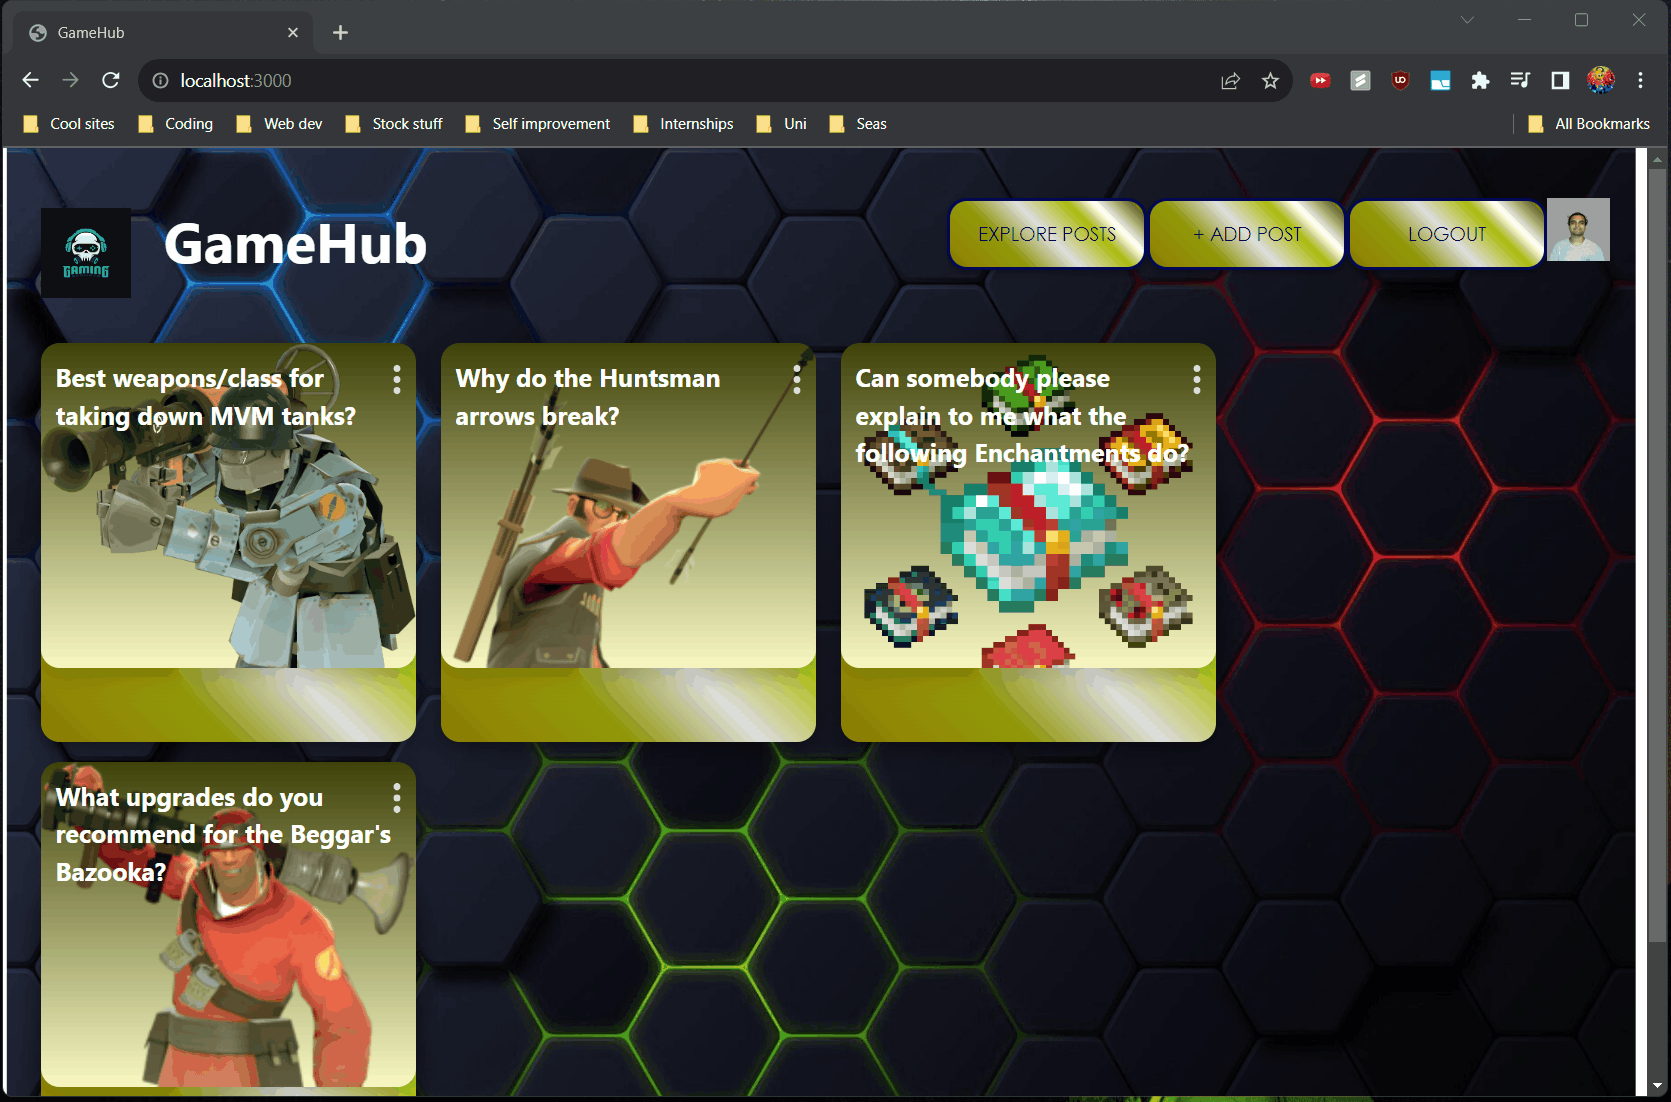 GameHub
localhost:3000
Cool sites
Coding
Web dev
Stock stuff
Self improvement
Internships
Uni
Seas
All Bookmarks
GAMING
GameHub
EXPLORE POSTS
+ ADD POST
LOGOUT
Best weapons/class for
taking down MVM tanks?
Why do the Huntsman
arrows break?
Can somebody please
explain to me what the
following Enchantments do?
What upgrades do you
recommend for the Beggar's
Bazooka?